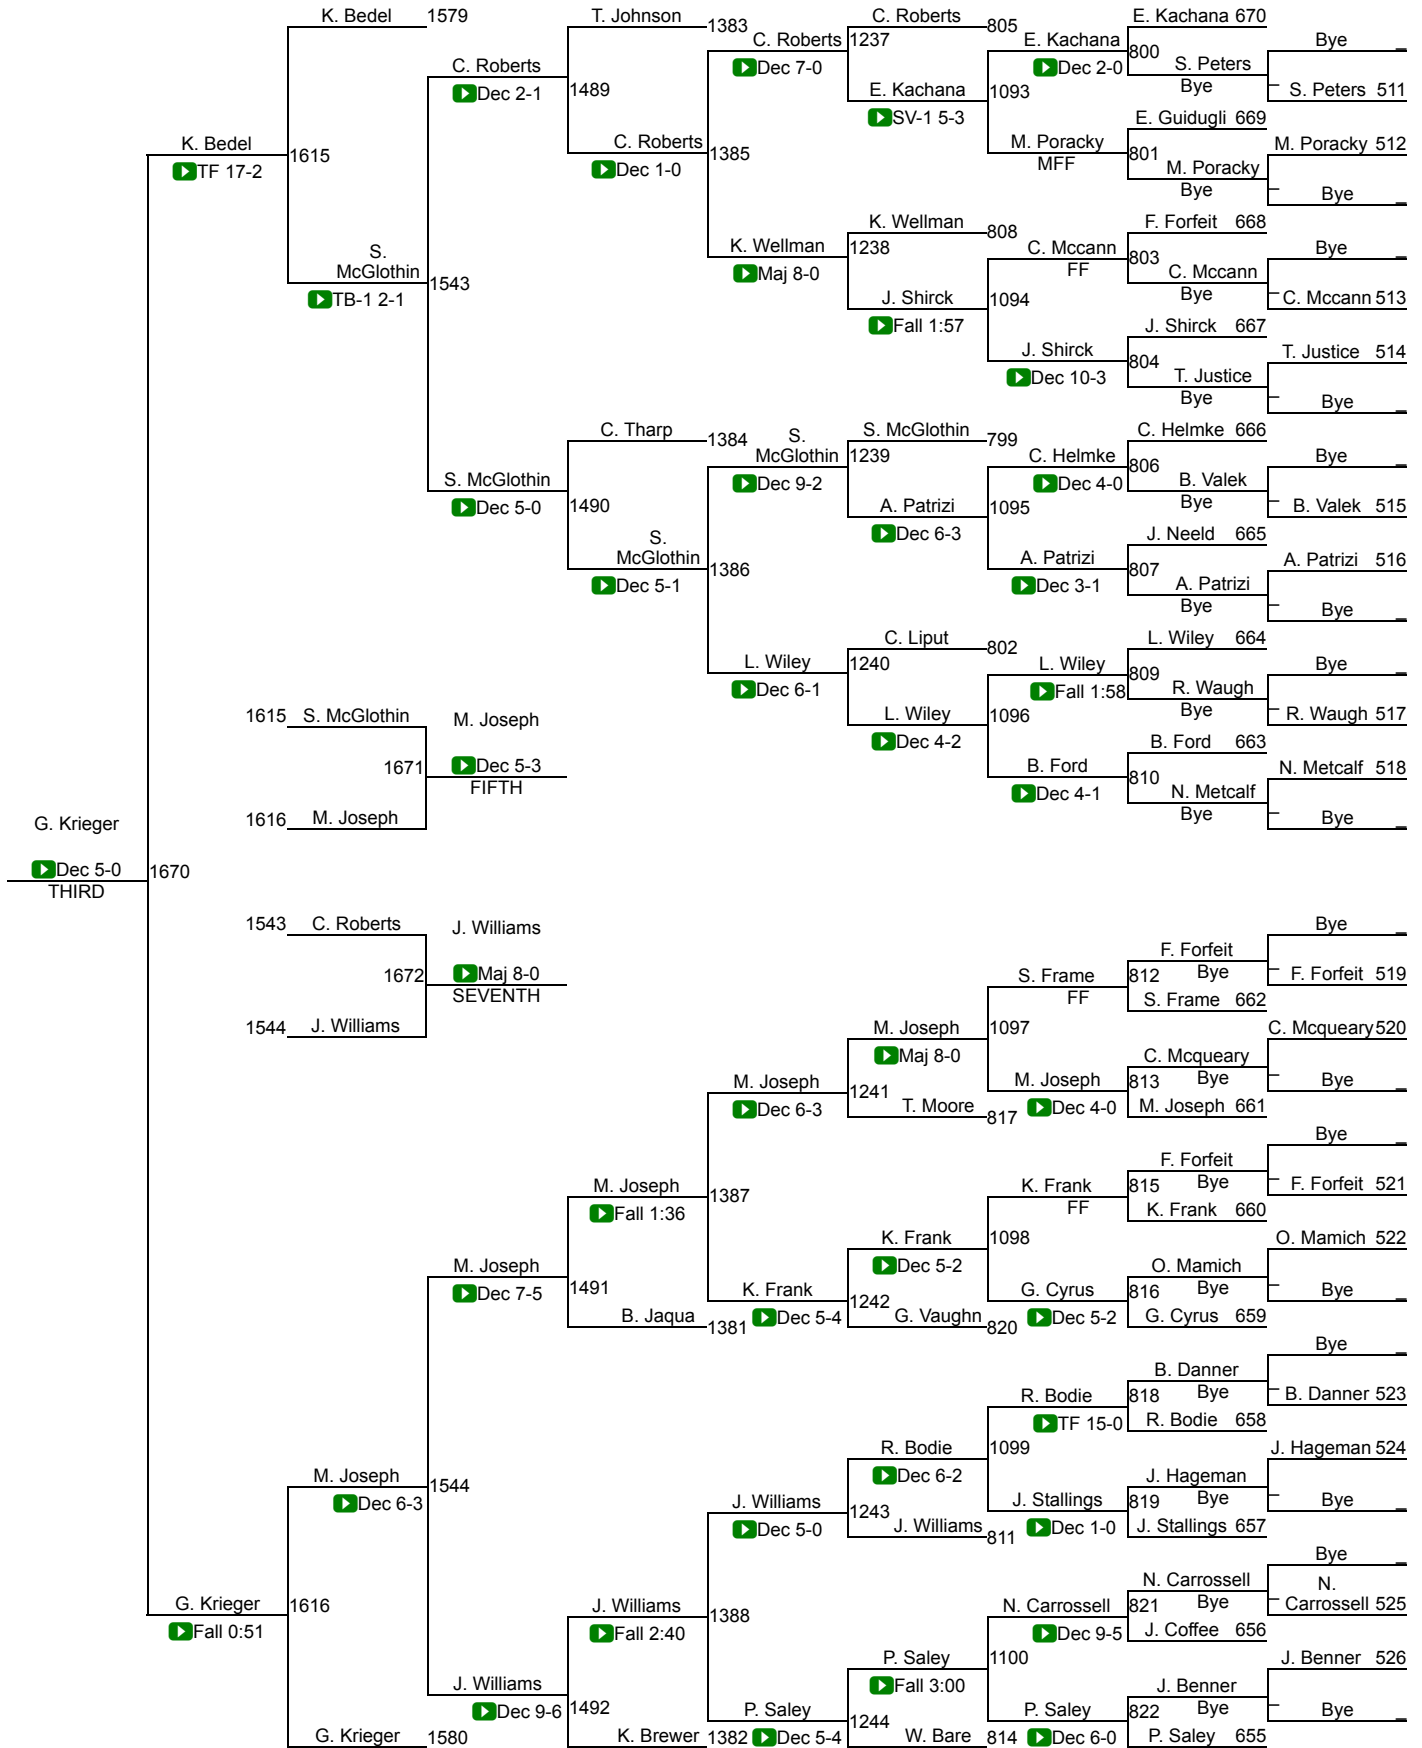 K. Bedel 1579
T. Johnson 1383
C. Roberts 805
E. Kachana 670
Bye
C. Roberts 1237
E. Kachana 800
Dec 7-0
Dec 2-0
S. Peters
Bye
C. Roberts
Dec 2-1
1489
E. Kachana 1093
SV-1 5-3
S. Peters 511
E. Guidugli 669
K. Bedel 1615
TF 17-2
C. Roberts 1385
Dec 1-0
M. Poracky 801
MFF
M. Poracky 512
M. Poracky
Bye
Bye
K. Wellman 808
F. Forfeit 668
K. Wellman 1238
Maj 8-0
C. Mccann 803
FF
Bye
C. Mccann
Bye
S.
McGlothin 1543
TB-1 2-1
J. Shirck 1094
Fall 1:57
C. Mccann 513
J. Shirck 667
J. Shirck 804
Dec 10-3
T. Justice 514
T. Justice
Bye
Bye
C. Tharp 1384
S.
McGlothin 1239
Dec 9-2
S. McGlothin 799
C. Helmke 666
C. Helmke 806
Dec 4-0
Bye
B. Valek
Bye
S. McGlothin
Dec 5-0
1490
A. Patrizi 1095
Dec 6-3
B. Valek 515
J. Neeld 665
S.
McGlothin 1386
Dec 5-1
A. Patrizi 807
Dec 3-1
A. Patrizi 516
A. Patrizi
Bye
Bye
C. Liput 802
L. Wiley 664
L. Wiley 1240
Dec 6-1
L. Wiley 809
Fall 1:58
Bye
R. Waugh
Bye
1615 S. McGlothin
M. Joseph
L. Wiley 1096
Dec 4-2
R. Waugh 517
B. Ford 663
1671
Dec 5-3
FIFTH
B. Ford 810
Dec 4-1
N. Metcalf 518
N. Metcalf
Bye
Bye
1616 M. Joseph
G. Krieger
Dec 5-0
THIRD
1670
1543 C. Roberts
J. Williams
Bye
F. Forfeit
1672
Maj 8-0
SEVENTH
S. Frame 812
FF
Bye
F. Forfeit 519
S. Frame 662
1544 J. Williams
M. Joseph 1097
Maj 8-0
C. Mcqueary 520
C. Mcqueary
M. Joseph 1241
Dec 6-3
M. Joseph 813
Dec 4-0
Bye
Bye
T. Moore 817
M. Joseph 661
Bye
F. Forfeit
M. Joseph 1387
Fall 1:36
K. Frank 815
FF
Bye
F. Forfeit 521
K. Frank 660
K. Frank 1098
Dec 5-2
O. Mamich 522
O. Mamich
M. Joseph 1491
Dec 7-5
K. Frank 1242
Dec 5-4
G. Cyrus 816
Dec 5-2
Bye
Bye
B. Jaqua 1381
G. Vaughn 820
G. Cyrus 659
Bye
B. Danner
R. Bodie 818
TF 15-0
Bye
B. Danner 523
R. Bodie 658
R. Bodie 1099
Dec 6-2
J. Hageman 524
M. Joseph 1544
Dec 6-3
J. Hageman
J. Williams 1243
Dec 5-0
J. Stallings 819
Dec 1-0
Bye
Bye
J. Williams 811
J. Stallings 657
Bye
N. Carrossell
G. Krieger 1616
Fall 0:51
J. Williams 1388
Fall 2:40
N. Carrossell 821
Dec 9-5
Bye
N.
Carrossell 525
J. Coffee 656
P. Saley 1100
Fall 3:00
J. Benner 526
J. Williams 1492
Dec 9-6
J. Benner
P. Saley 1244
Dec 5-4
P. Saley 822
Dec 6-0
Bye
Bye
G. Krieger 1580
K. Brewer 1382
W. Bare 814
P. Saley 655